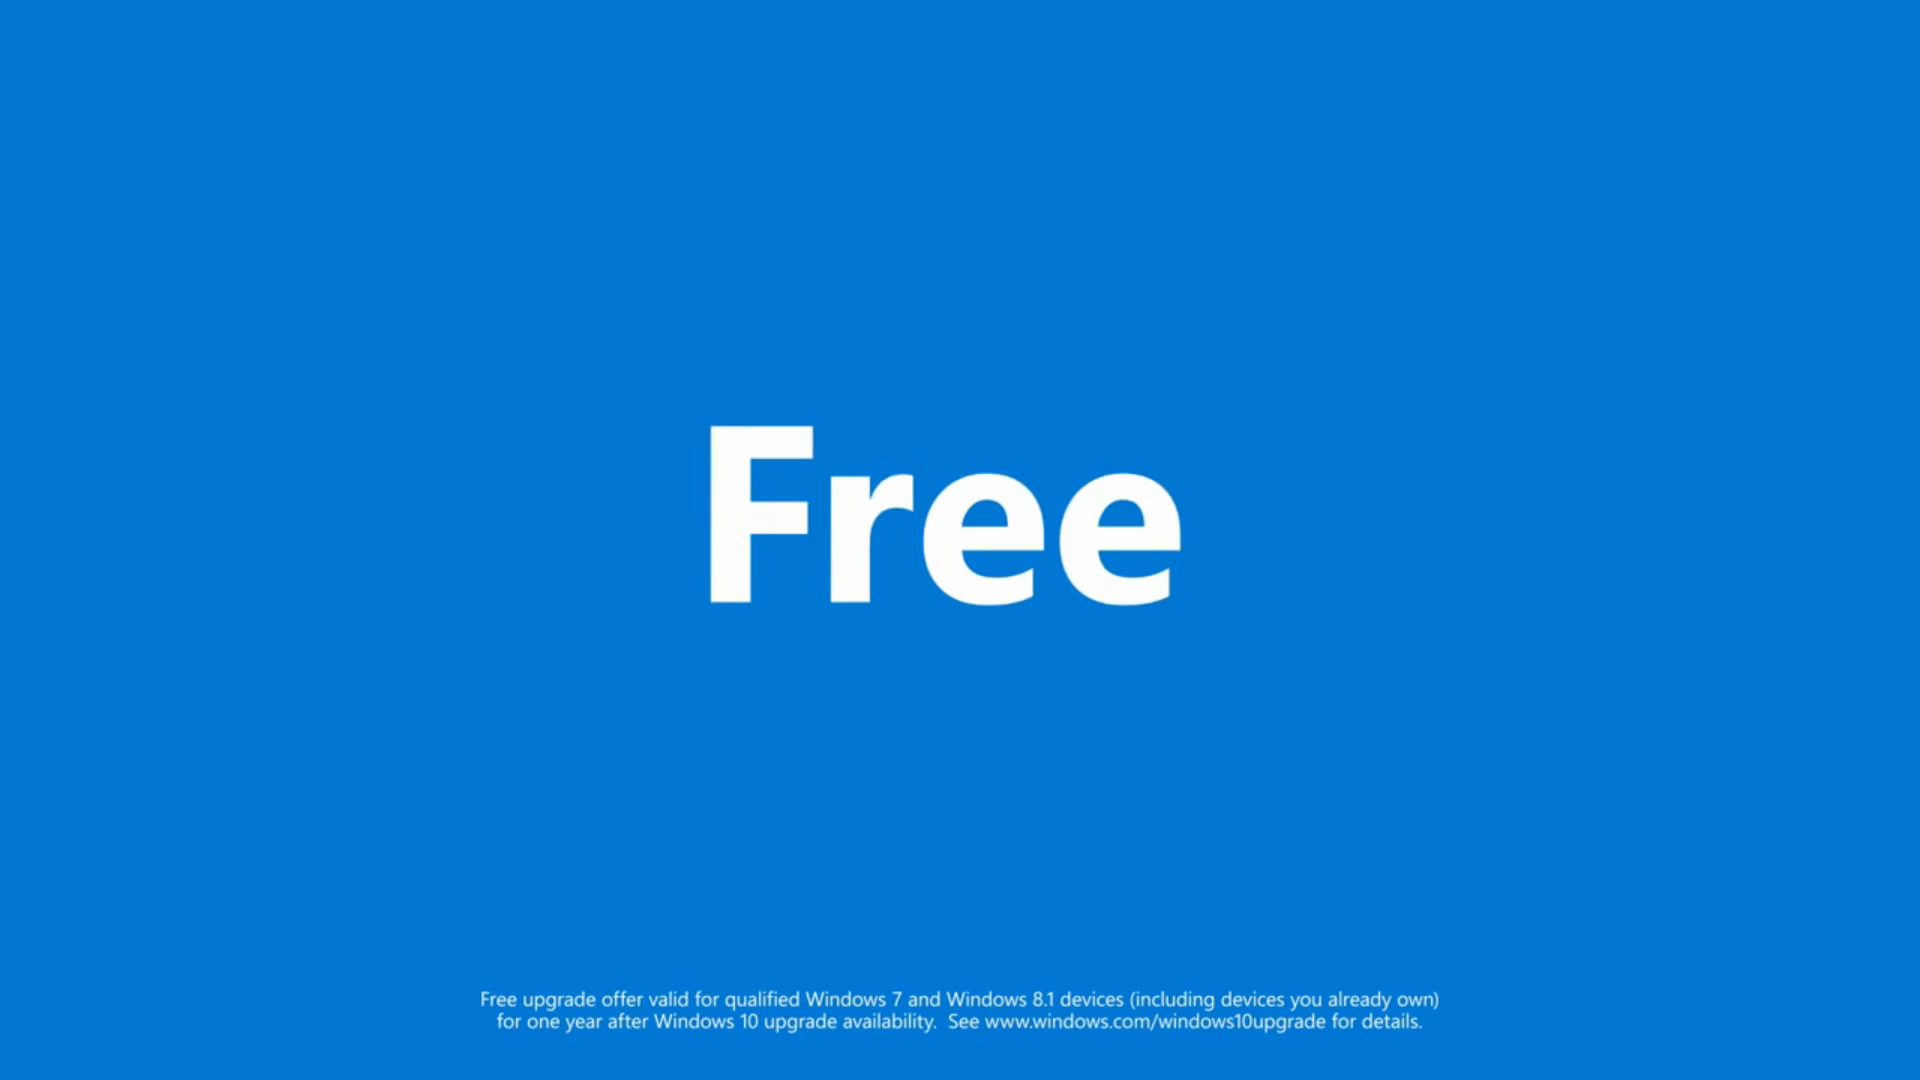 Free
Free upgrade offer valid for qualified Windows 7 and Windows 8.1 devices (including devices you already own)
for one year after Windows 10 upgrade availability.  See www.windows.com/windows10upgrade for details.